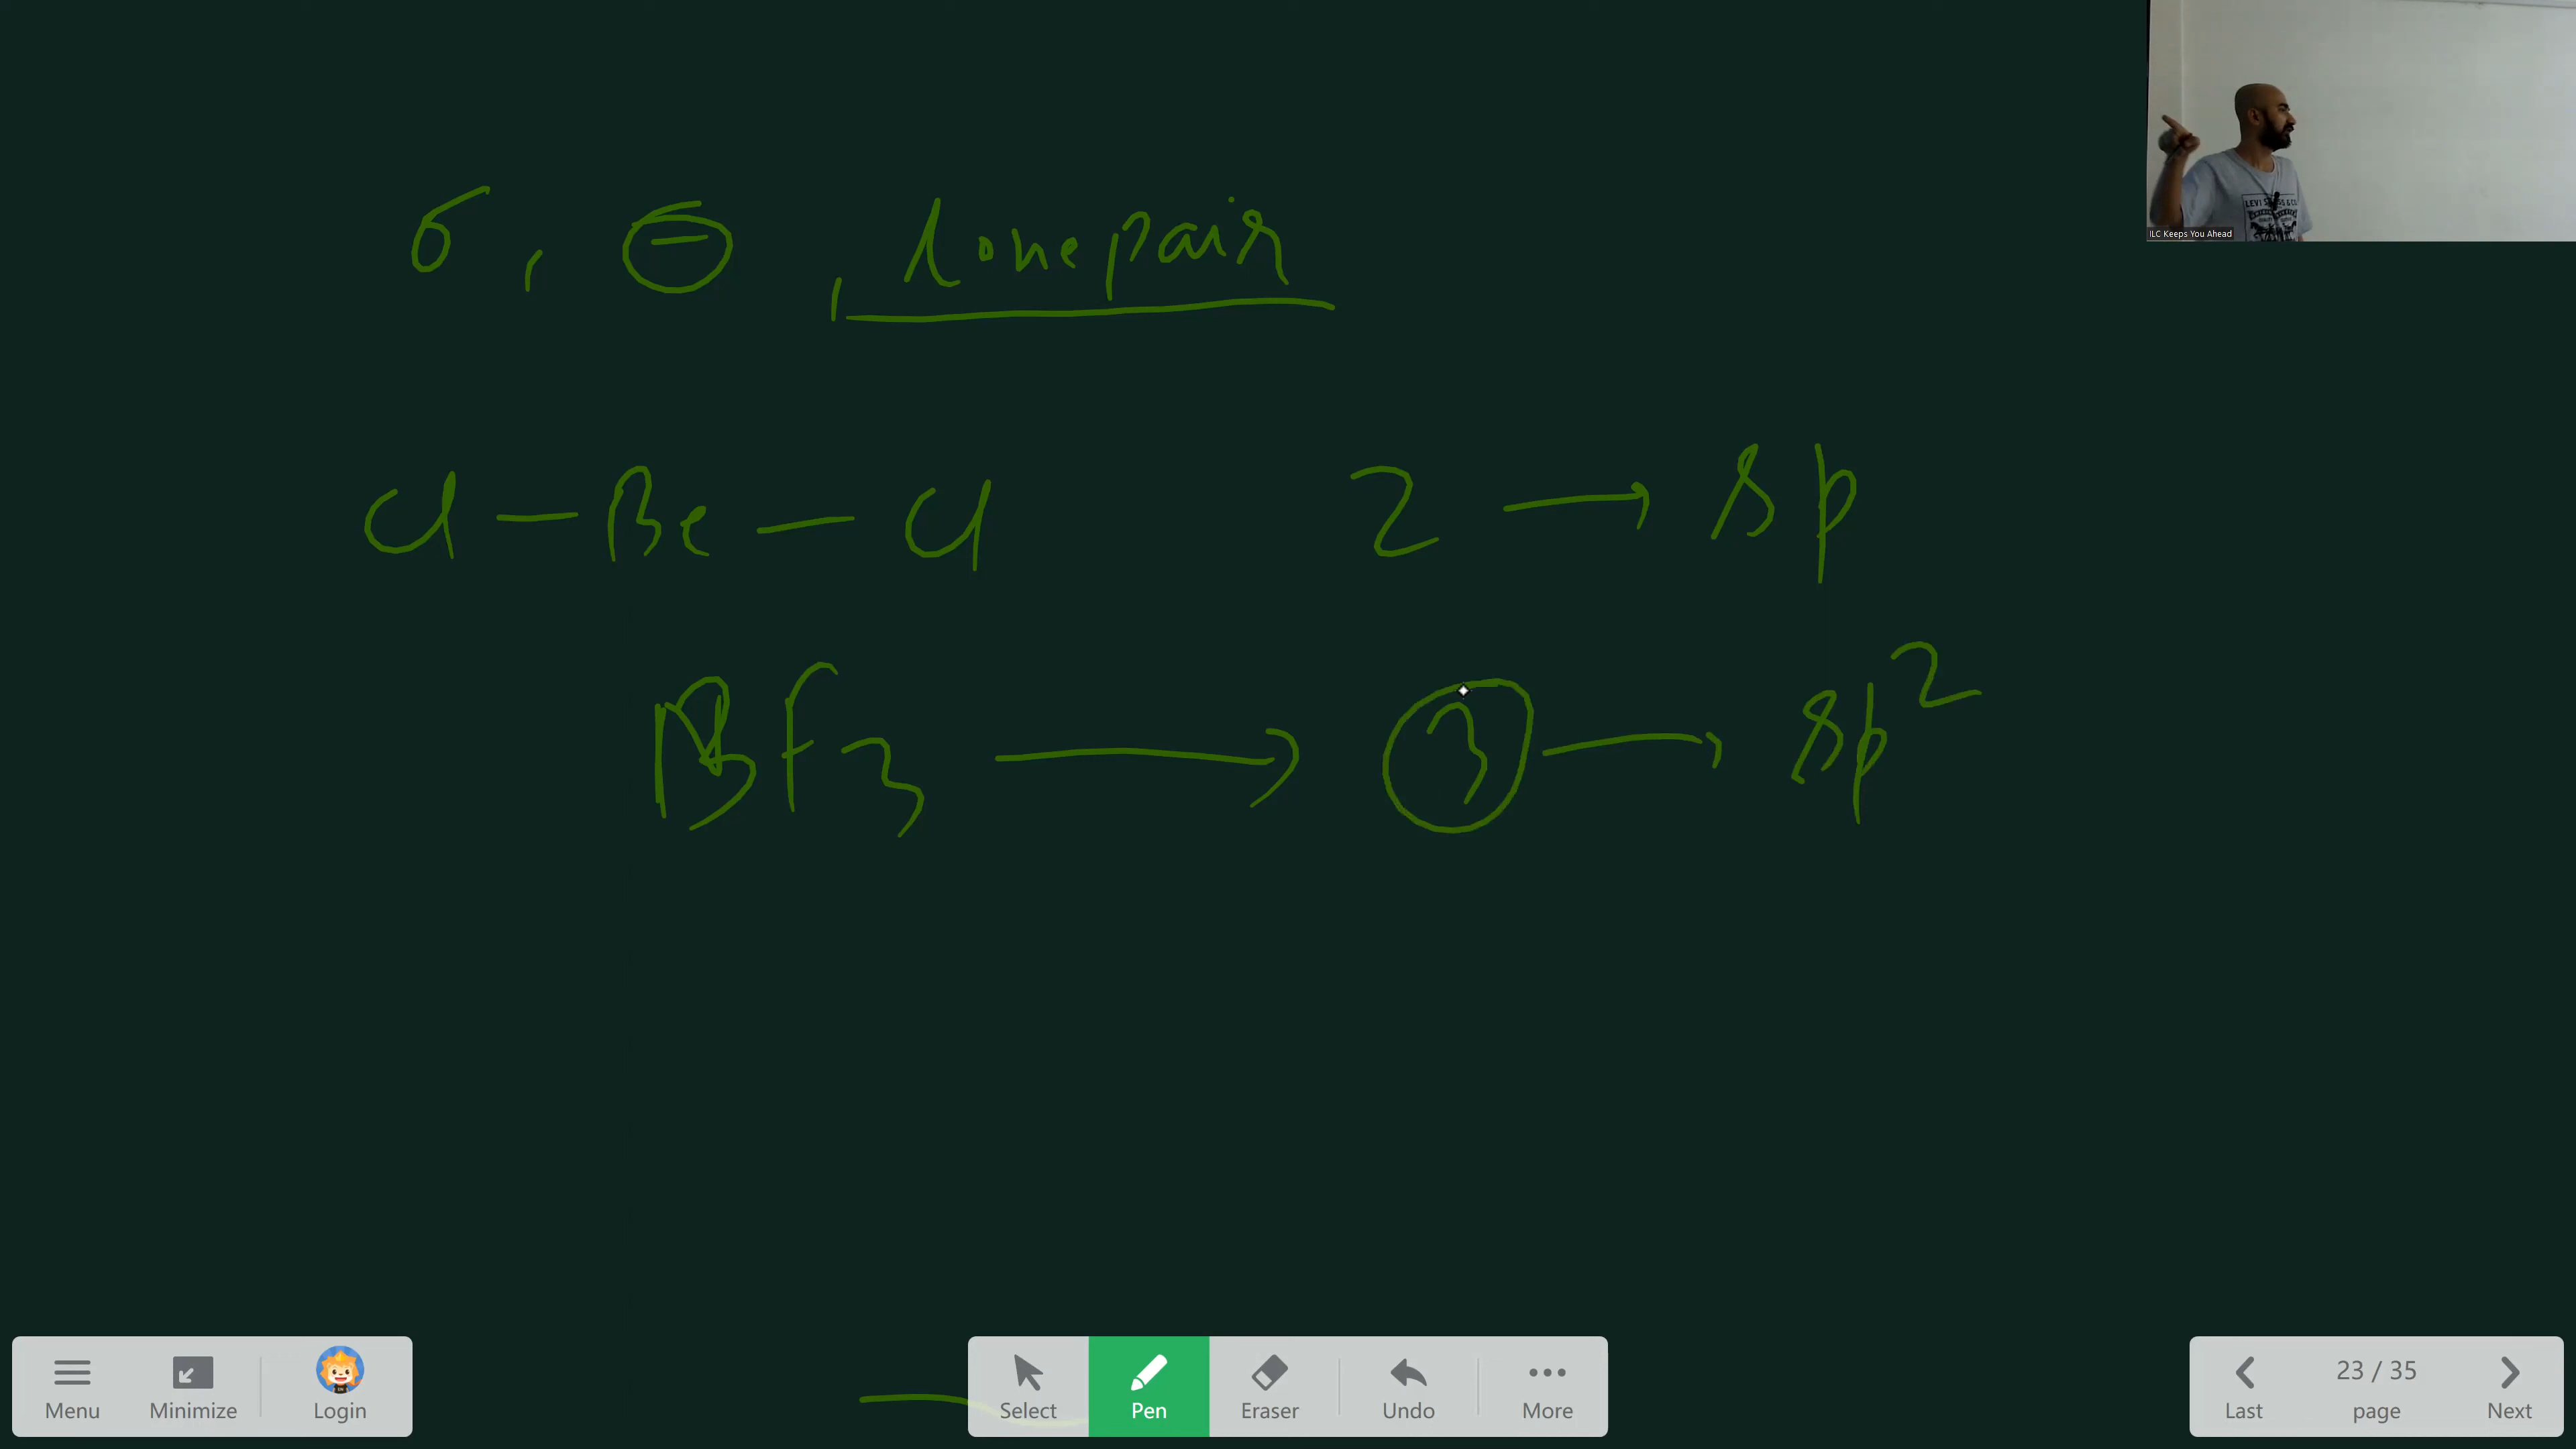 σ, ⊖, lone pair
Cl — Be — Cl 2 → sp
BF3 → 3 → sp²
ILC Keeps You Ahead
Menu Minimize Login Select Pen Eraser Undo More Last 23 / 35 page Next